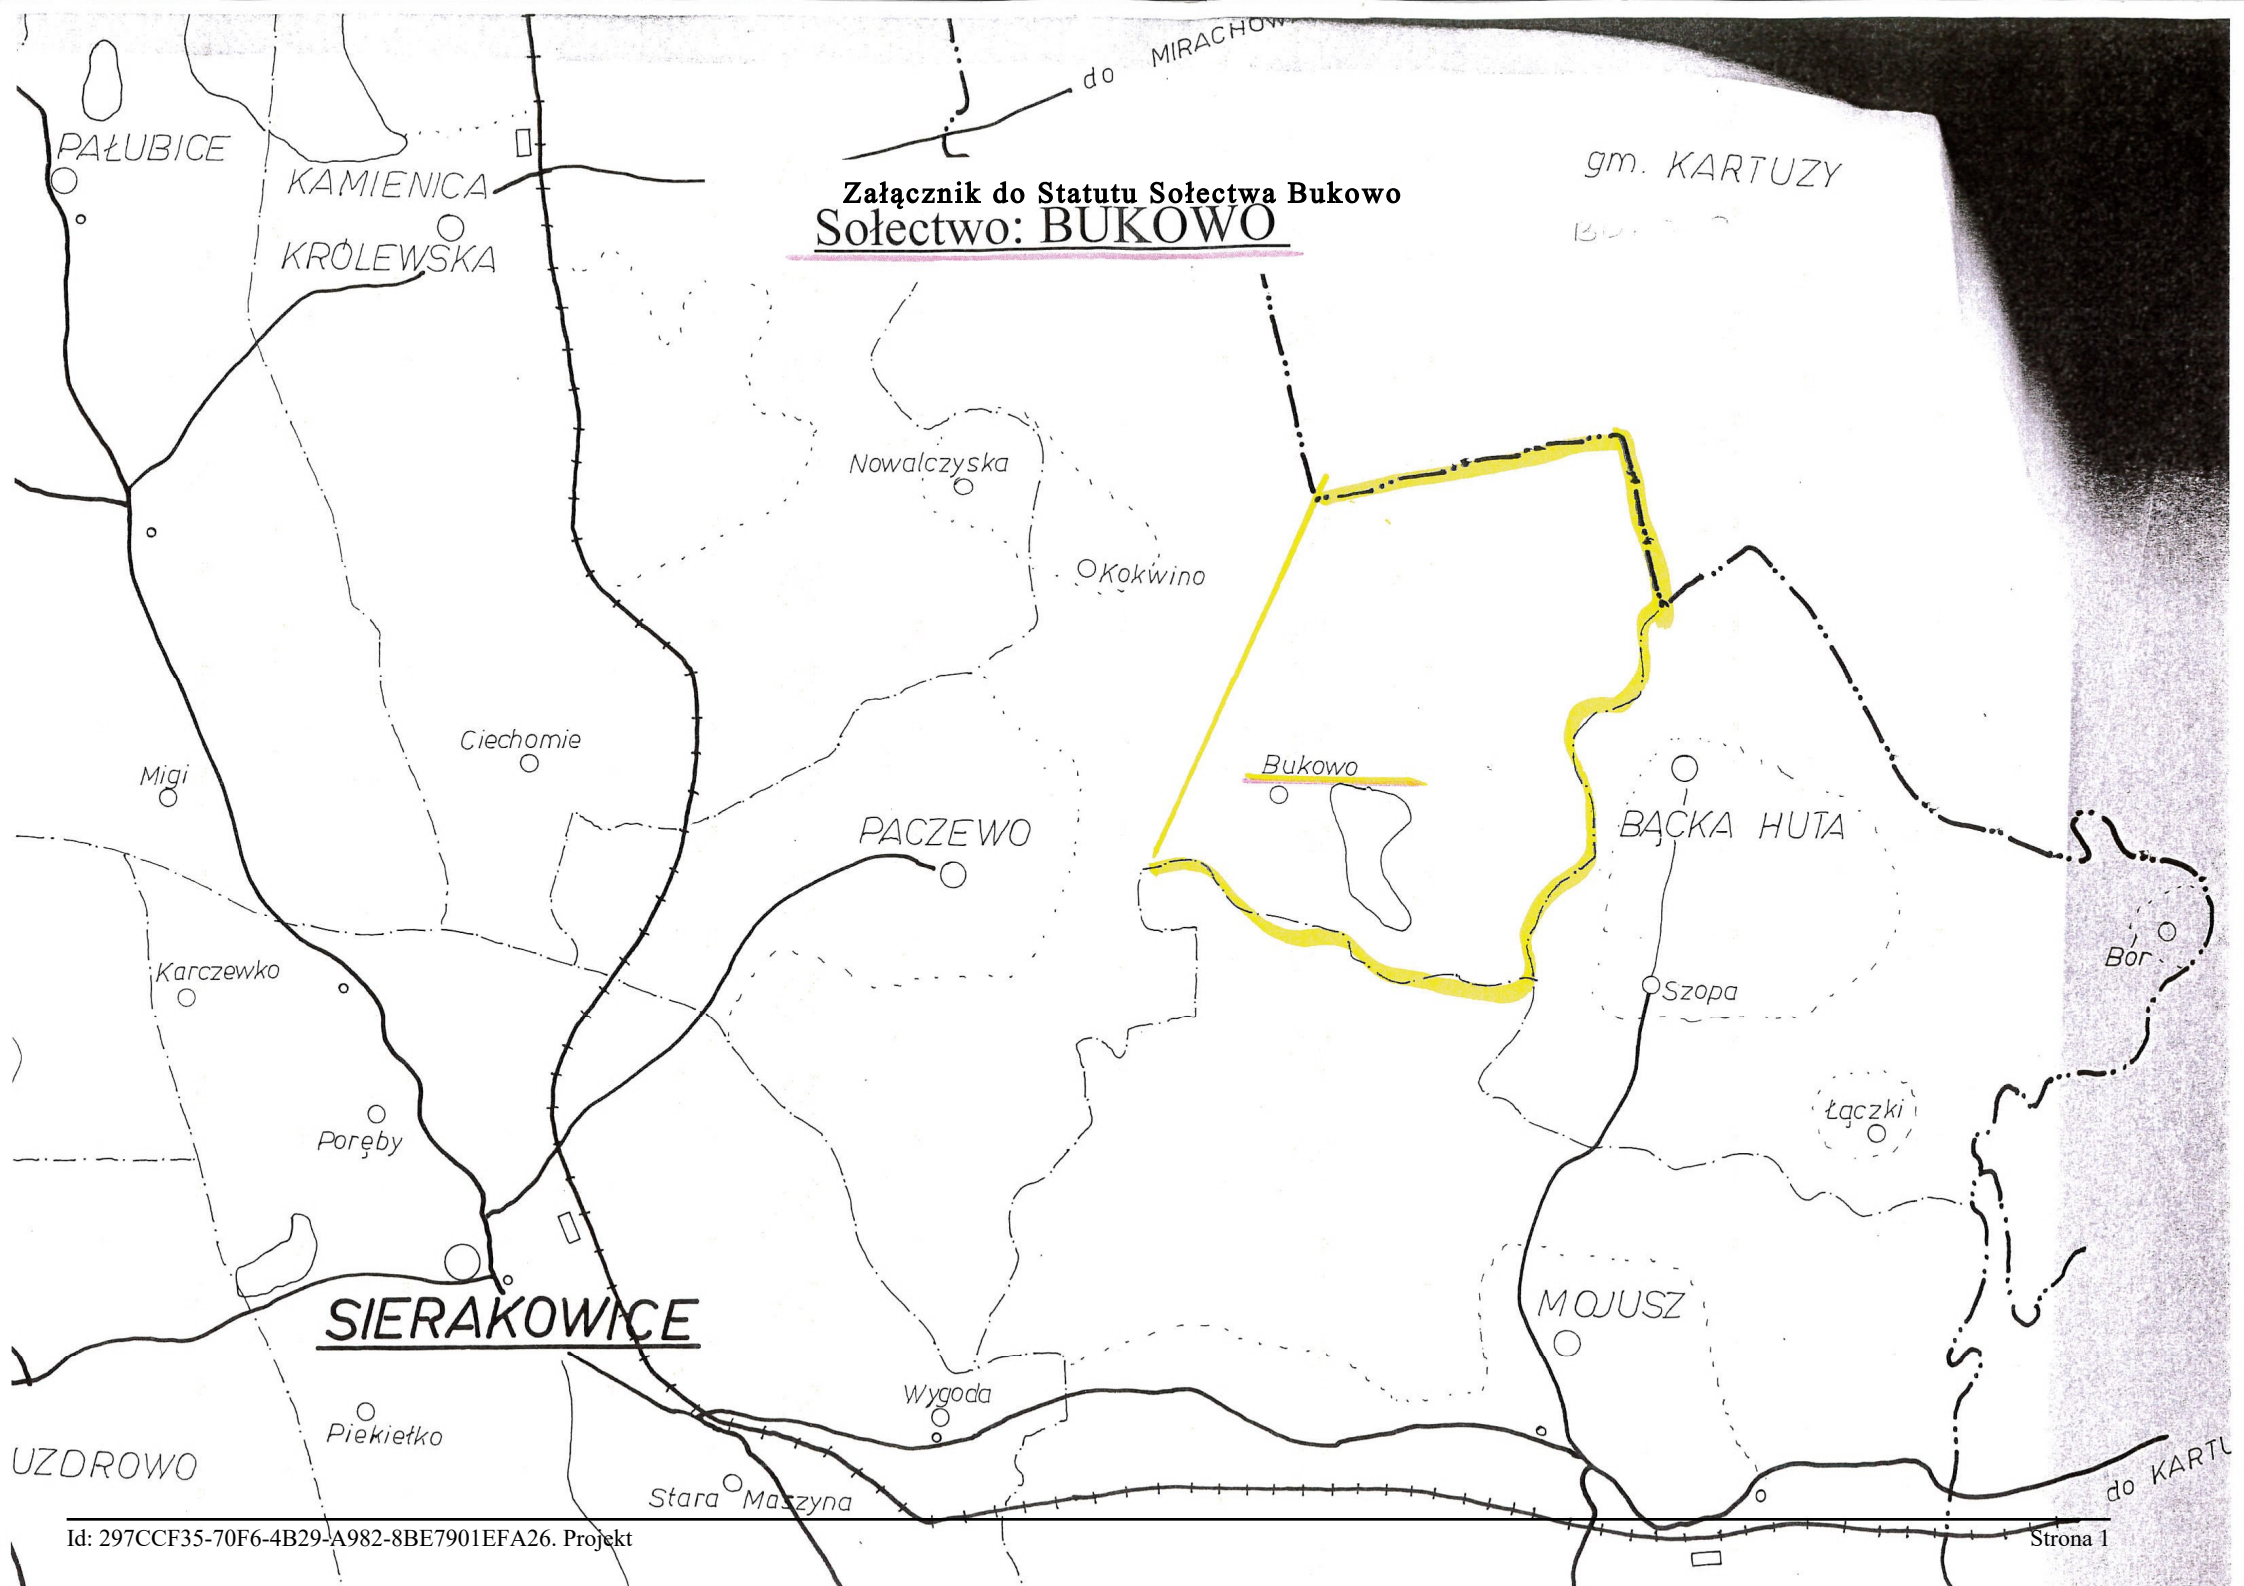 do MIRACHOW
PAŁUBICE
KAMIENICA
KRÓLEWSKA
gm. KARTUZY
Załącznik do Statutu Sołectwa Bukowo
Sołectwo: BUKOWO
Nowalczyska
Kokwino
Ciechomie
Migi
Bukowo
PACZEWO
BĄCKA HUTA
Karczewko
Szopa
Bór
Poręby
Łączki
SIERAKOWICE
MOJUSZ
Wygoda
Piekiełko
UZDROWO
Stara Maszyna
do KARTU
Id: 297CCF35-70F6-4B29-A982-8BE7901EFA26. Projekt
Strona 1